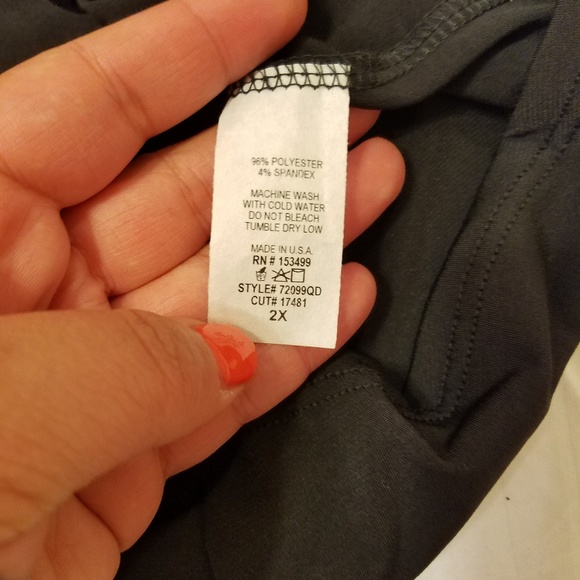 96% POLYESTER
4% SPANDEX
MACHINE WASH
WITH COLD WATER
DO NOT BLEACH
TUMBLE DRY LOW
MADE IN U.S.A.
RN # 153499
STYLE# 72099QD
CUT# 17481
2X